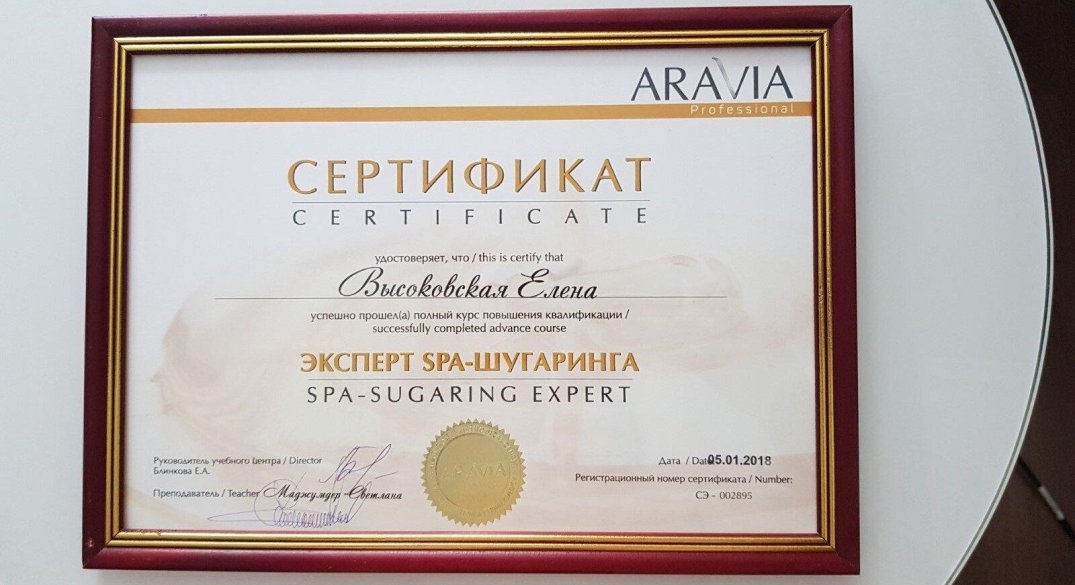 ARAVIA
Professional
СЕРТИФИКАТ
CERTIFICATE
удостоверяет, что / this is certify that
Высоковская Елена
успешно прошел(а) полный курс повышения квалификации /
successfully completed advance course
ЭКСПЕРТ SPA-ШУГАРИНГА
SPA-SUGARING EXPERT
Руководитель учебного центра / Director
Блинкова Е.А.
Преподаватель / Teacher Маджумдер Светлана
ARAVIA
Дата / Date 05.01.2018
Регистрационный номер сертификата / Number:
СЭ - 002895